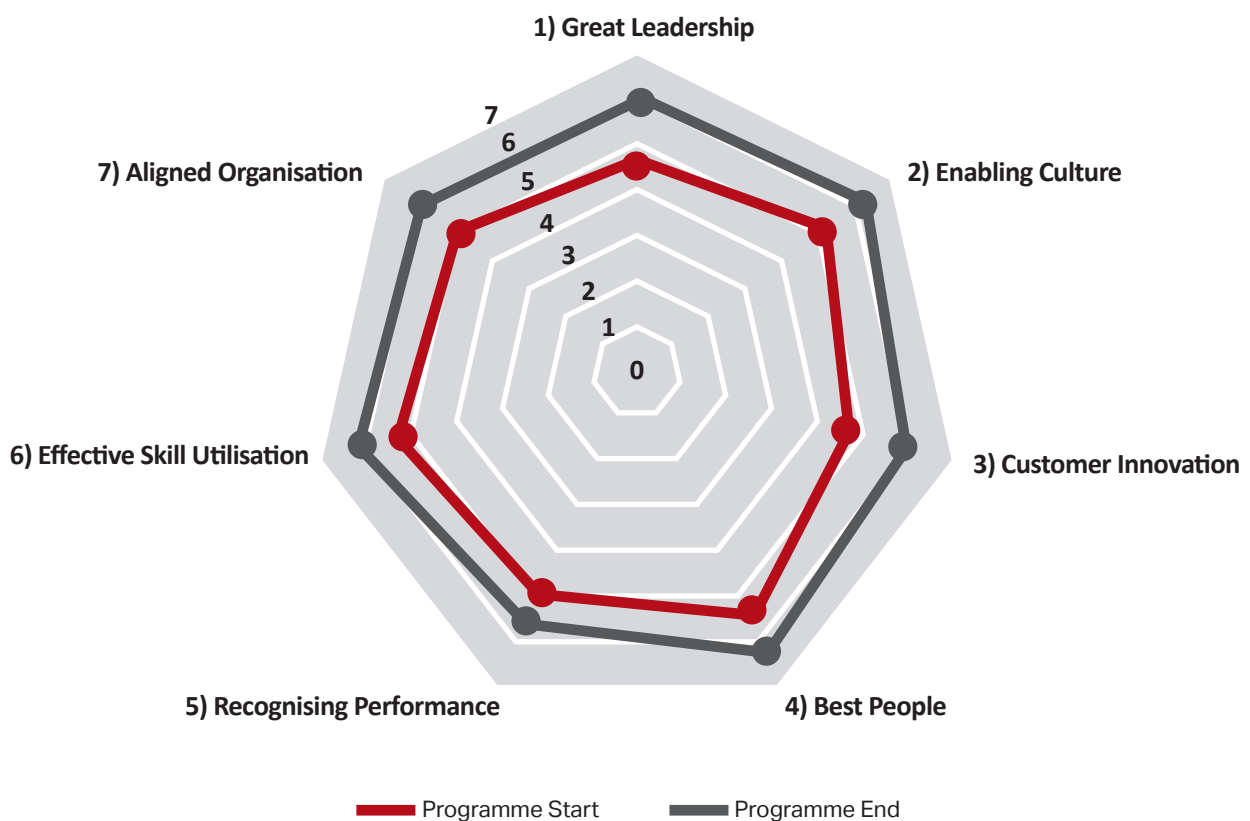 1) Great Leadership
7
6
7) Aligned Organisation
2) Enabling Culture
5
4
3
2
1
0
6) Effective Skill Utilisation
3) Customer Innovation
5) Recognising Performance
4) Best People
Programme Start
Programme End